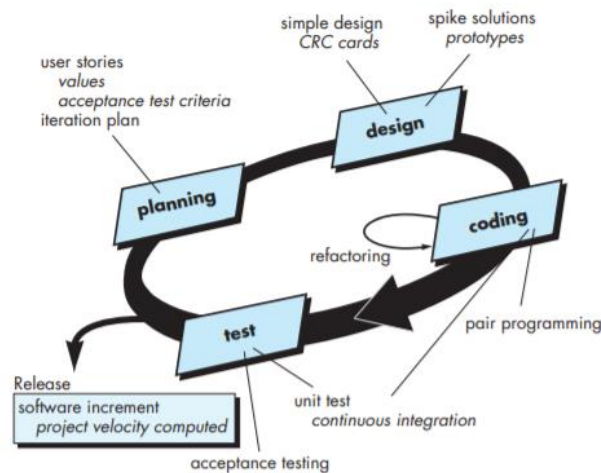 simple design
CRC cards
spike solutions
prototypes
user stories
values
acceptance test criteria
iteration plan
design
planning
coding
refactoring
pair programming
test
Release
software increment
project velocity computed
unit test
continuous integration
acceptance testing